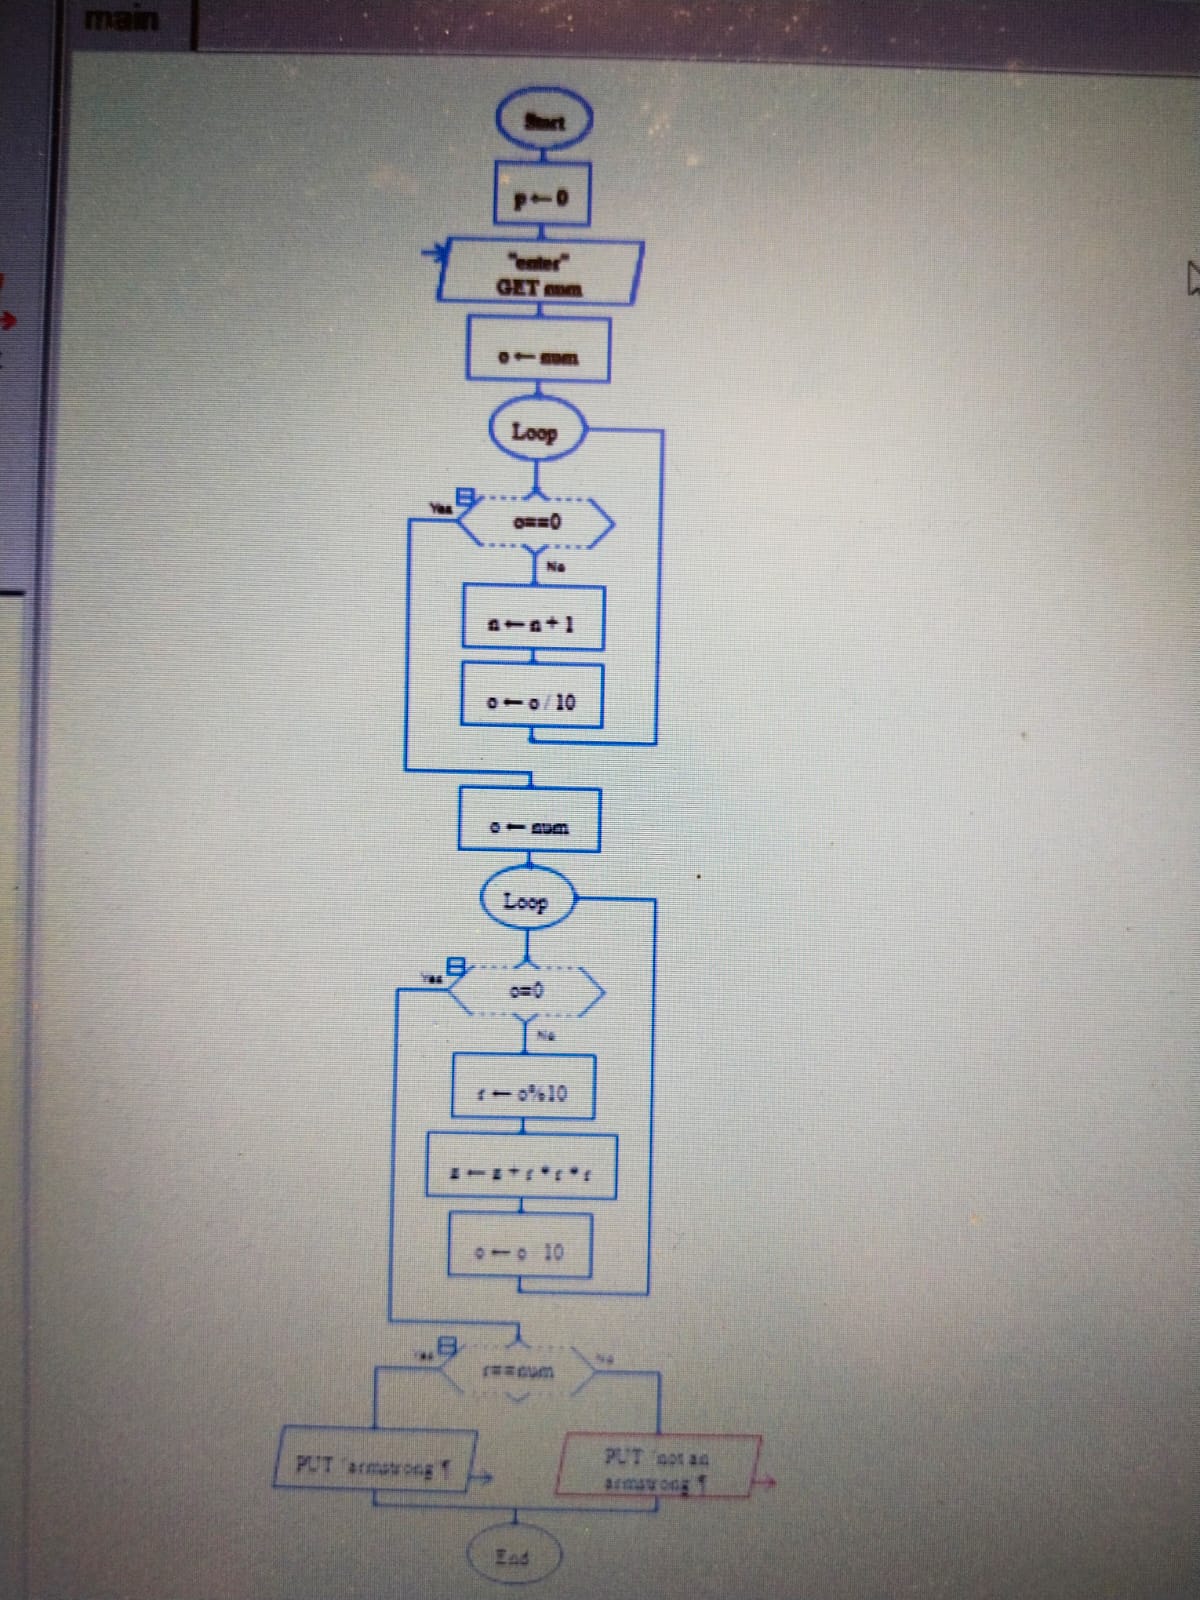 main
Start
p ← 0
"enter"
GET num
o ← num
Loop
Yes
o==0
No
n ← n + 1
o ← o / 10
o ← num
Loop
Yes
o=0
No
r ← o%10
z ← z + r * r * r
o ← o 10
Yes
r==num
No
PUT "armstrong"¶
PUT "not an
armstrong"¶
End